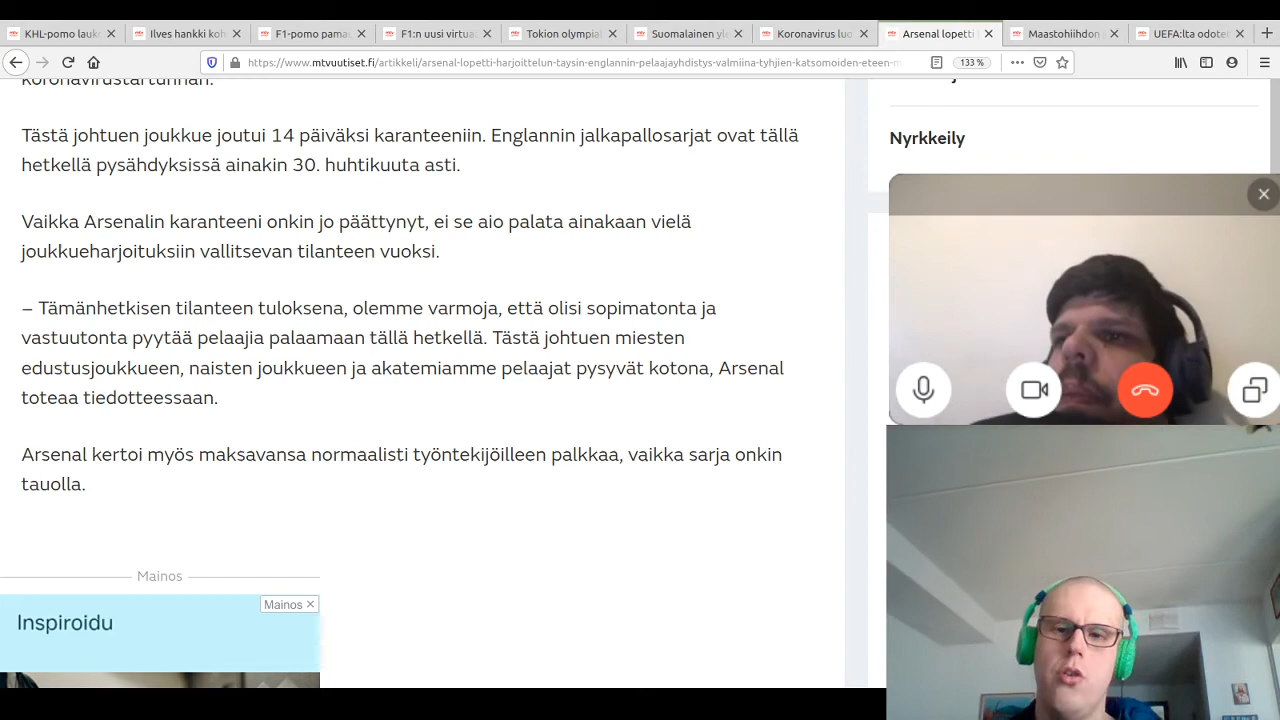 KHL-pomo lauk
Ilves hankki koh
F1-pomo pama
F1:n uusi virtua
Tokion olympial
Suomalainen yle
Koronavirus luo
Arsenal lopetti
Maastohiihdon
UEFA:lta odote
https://www.mtvuutiset.fi/artikkeli/arsenal-lopetti-harjoittelun-taysin-englannin-pelaajayhdistys-valmiina-tyhjien-katsomoiden-eteen-m
133 %
koronavirustartunnan.
Tästä johtuen joukkue joutui 14 päiväksi karanteeniin. Englannin jalkapallosarjat ovat tällä
hetkellä pysähdyksissä ainakin 30. huhtikuuta asti.
Vaikka Arsenalin karanteeni onkin jo päättynyt, ei se aio palata ainakaan vielä
joukkueharjoituksiin vallitsevan tilanteen vuoksi.
– Tämänhetkisen tilanteen tuloksena, olemme varmoja, että olisi sopimatonta ja
vastuutonta pyytää pelaajia palaamaan tällä hetkellä. Tästä johtuen miesten
edustusjoukkueen, naisten joukkueen ja akatemiamme pelaajat pysyvät kotona, Arsenal
toteaa tiedotteessaan.
Arsenal kertoi myös maksavansa normaalisti työntekijöilleen palkkaa, vaikka sarja onkin
tauolla.
Mainos
Mainos
Inspiroidu
Nyrkkeily